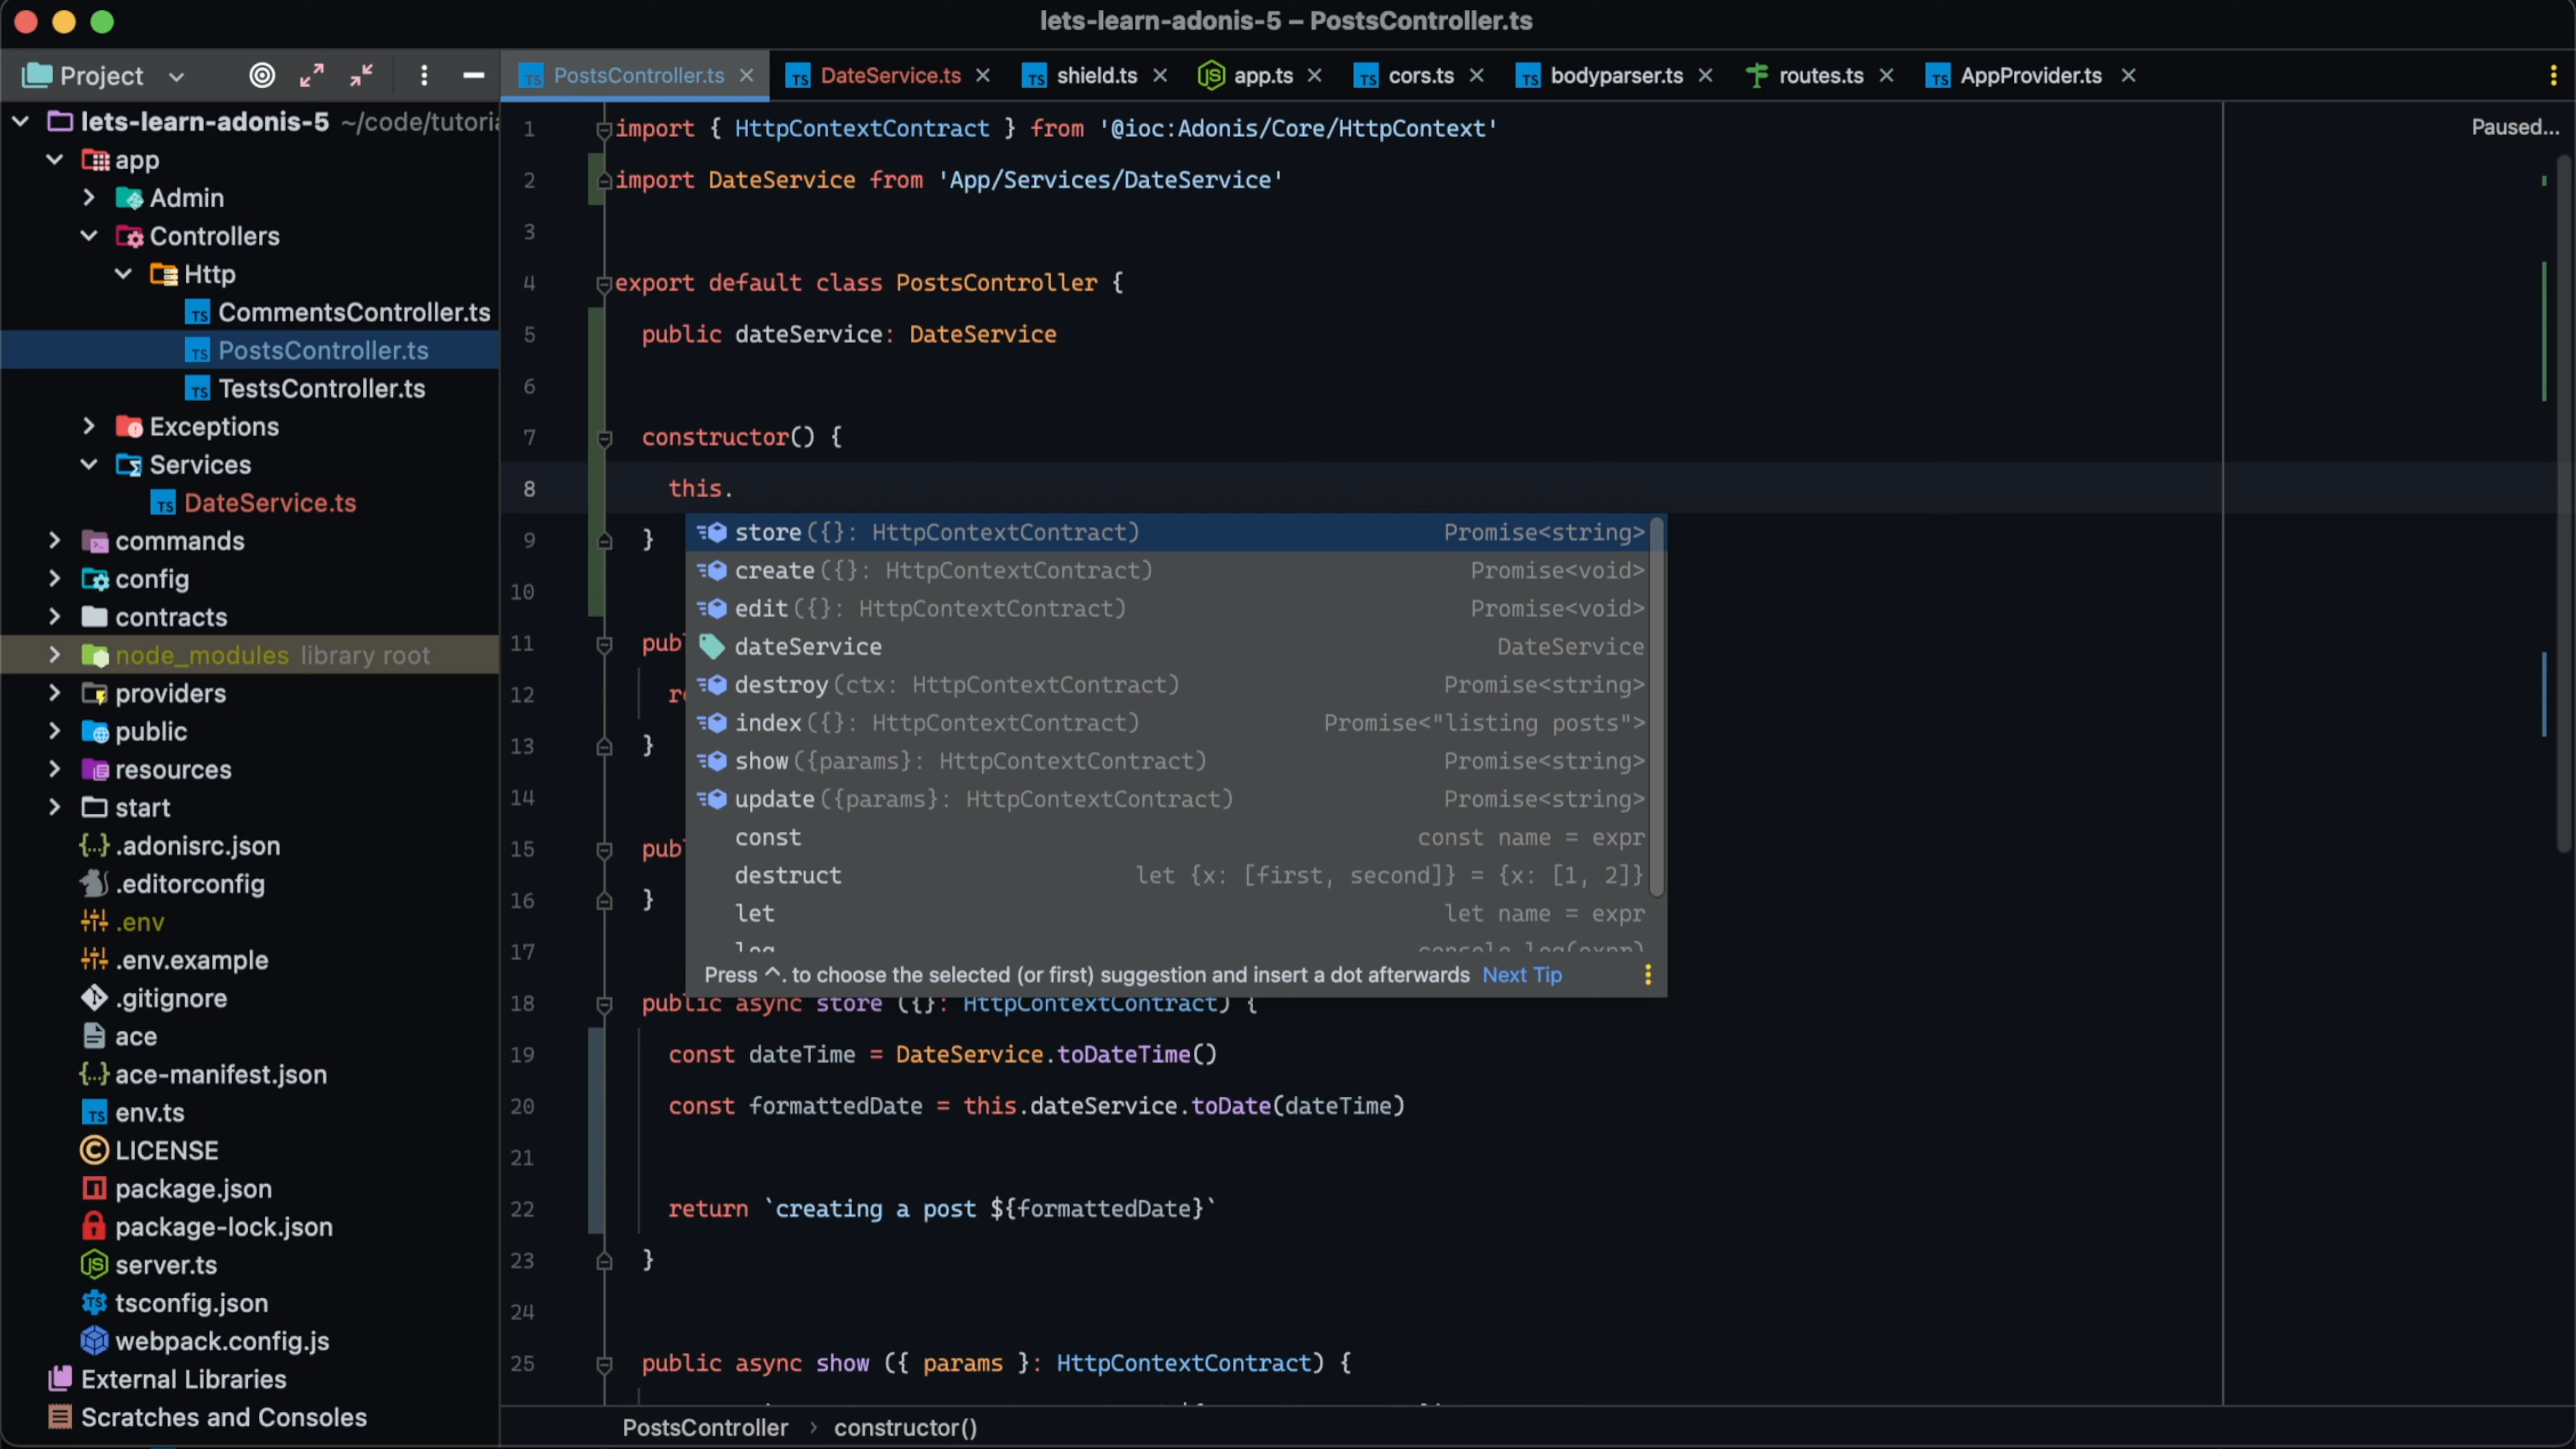 lets-learn-adonis-5 – PostsController.ts
Project
PostsController.ts
DateService.ts
shield.ts
app.ts
cors.ts
bodyparser.ts
routes.ts
AppProvider.ts
lets-learn-adonis-5 ~/code/tutoria
app
Admin
Controllers
Http
CommentsController.ts
PostsController.ts
TestsController.ts
Exceptions
Services
DateService.ts
commands
config
contracts
node_modules library root
providers
public
resources
start
.adonisrc.json
.editorconfig
.env
.env.example
.gitignore
ace
ace-manifest.json
env.ts
LICENSE
package.json
package-lock.json
server.ts
tsconfig.json
webpack.config.js
External Libraries
Scratches and Consoles
Paused...
1 import { HttpContextContract } from '@ioc:Adonis/Core/HttpContext'
2 import DateService from 'App/Services/DateService'
3
4 export default class PostsController {
5 public dateService: DateService
6
7 constructor() {
8 this.
9 }
10
11 pub
12 re
13 }
14
15 pub
16 }
17
store({}: HttpContextContract) Promise<string>
create({}: HttpContextContract) Promise<void>
edit({}: HttpContextContract) Promise<void>
dateService DateService
destroy(ctx: HttpContextContract) Promise<string>
index({}: HttpContextContract) Promise<"listing posts">
show({params}: HttpContextContract) Promise<string>
update({params}: HttpContextContract) Promise<string>
const const name = expr
destruct let {x: [first, second]} = {x: [1, 2]}
let let name = expr
log console.log(expr)
Press ^. to choose the selected (or first) suggestion and insert a dot afterwards Next Tip
18 public async store ({}: HttpContextContract) {
19 const dateTime = DateService.toDateTime()
20 const formattedDate = this.dateService.toDate(dateTime)
21
22 return `creating a post ${formattedDate}`
23 }
24
25 public async show ({ params }: HttpContextContract) {
PostsController > constructor()